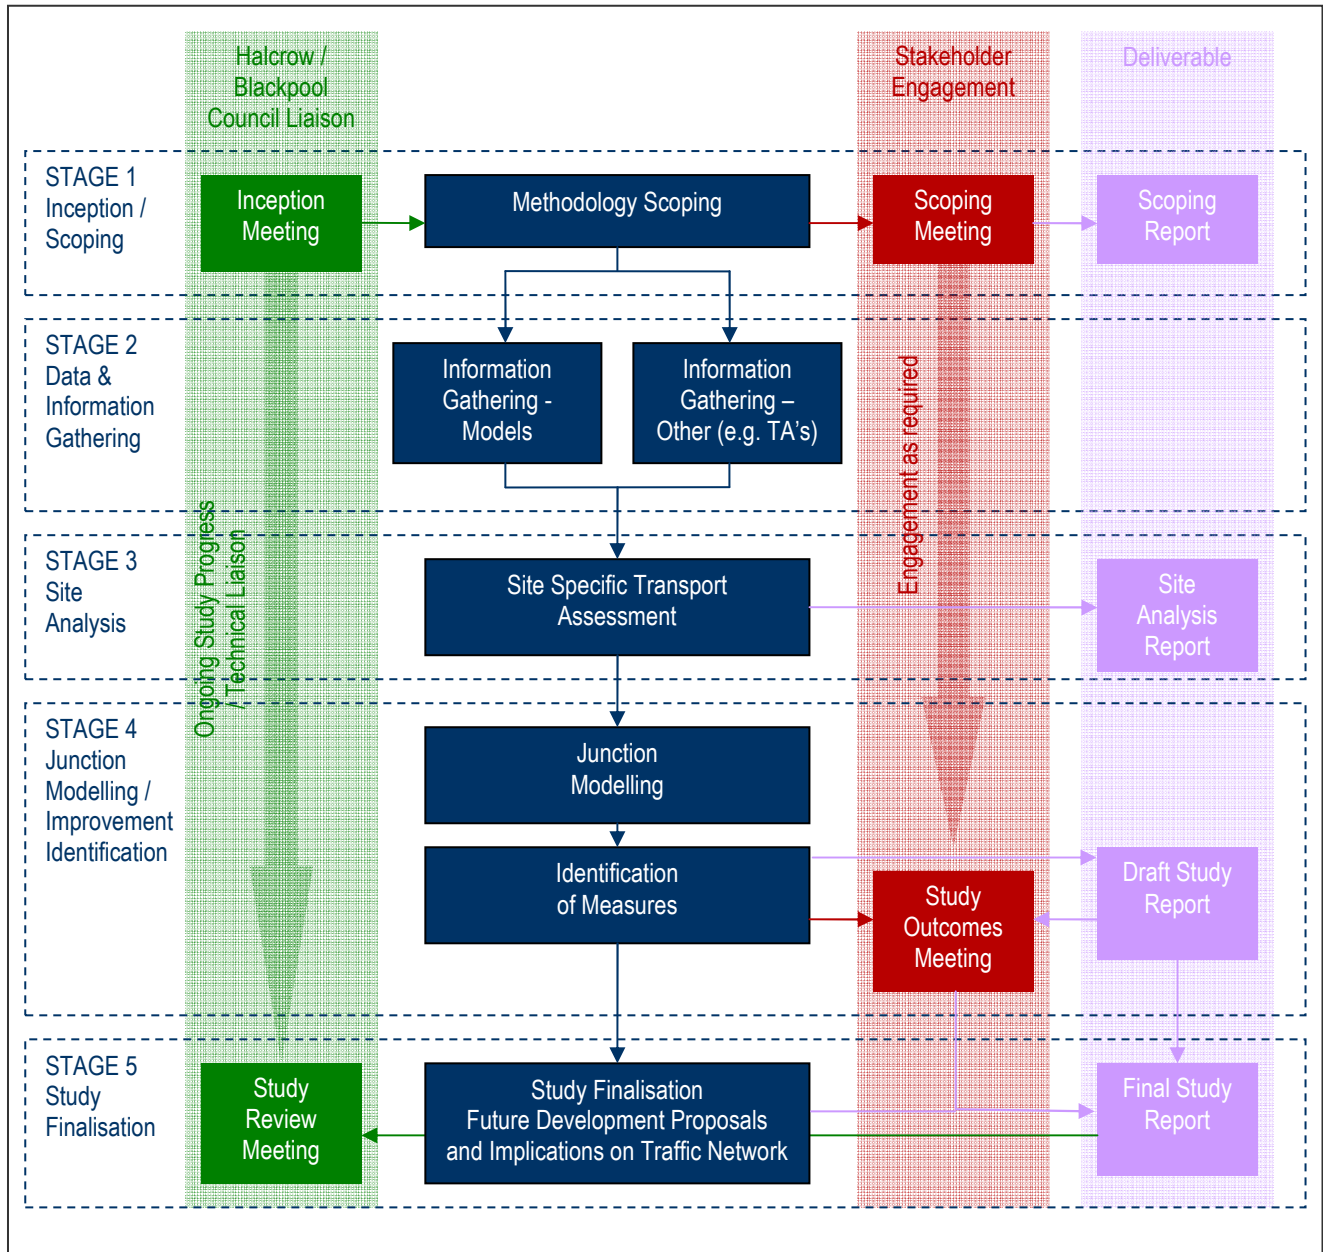 Halcrow /
Blackpool
Council Liaison
Stakeholder
Engagement
Deliverable
STAGE 1
Inception /
Scoping
Inception
Meeting
Methodology Scoping
Scoping
Meeting
Scoping
Report
STAGE 2
Data &
Information
Gathering
Information
Gathering -
Models
Information
Gathering –
Other (e.g. TA's)
Engagement as required
Ongoing Study Progress
/ Technical Liaison
STAGE 3
Site
Analysis
Site Specific Transport
Assessment
Site
Analysis
Report
STAGE 4
Junction
Modelling /
Improvement
Identification
Junction
Modelling
Identification
of Measures
Study
Outcomes
Meeting
Draft Study
Report
STAGE 5
Study
Finalisation
Study
Review
Meeting
Study Finalisation
Future Development Proposals
and Implications on Traffic Network
Final Study
Report